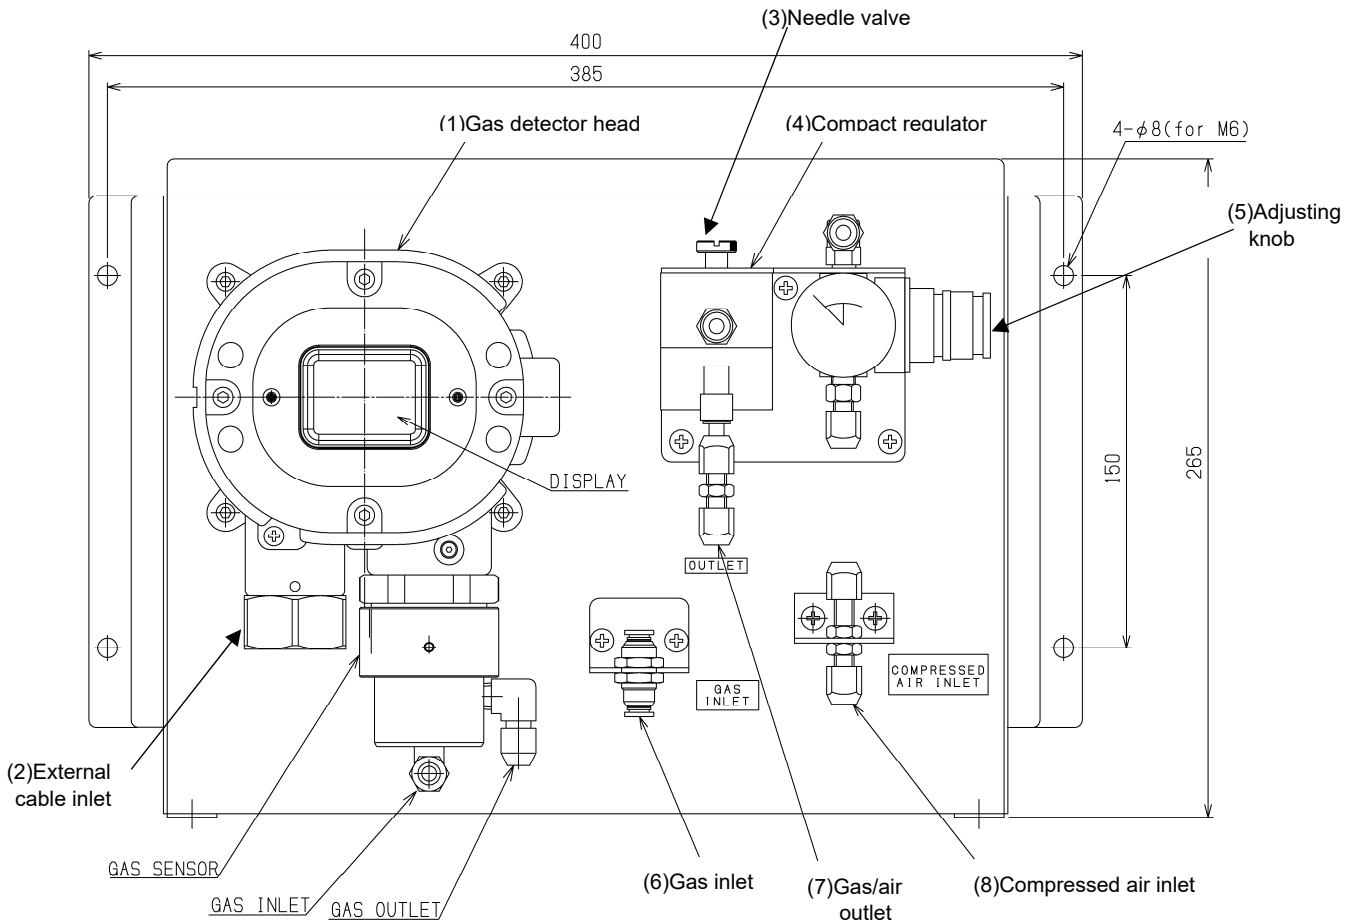 (3)Needle valve
400
385
(1)Gas detector head
(4)Compact regulator
4-φ8(for M6)
(5)Adjusting
knob
DISPLAY
150
265
OUTLET
COMPRESSED
AIR INLET
GAS
INLET
(2)External
cable inlet
GAS SENSOR
GAS INLET
GAS OUTLET
(6)Gas inlet
(7)Gas/air
outlet
(8)Compressed air inlet